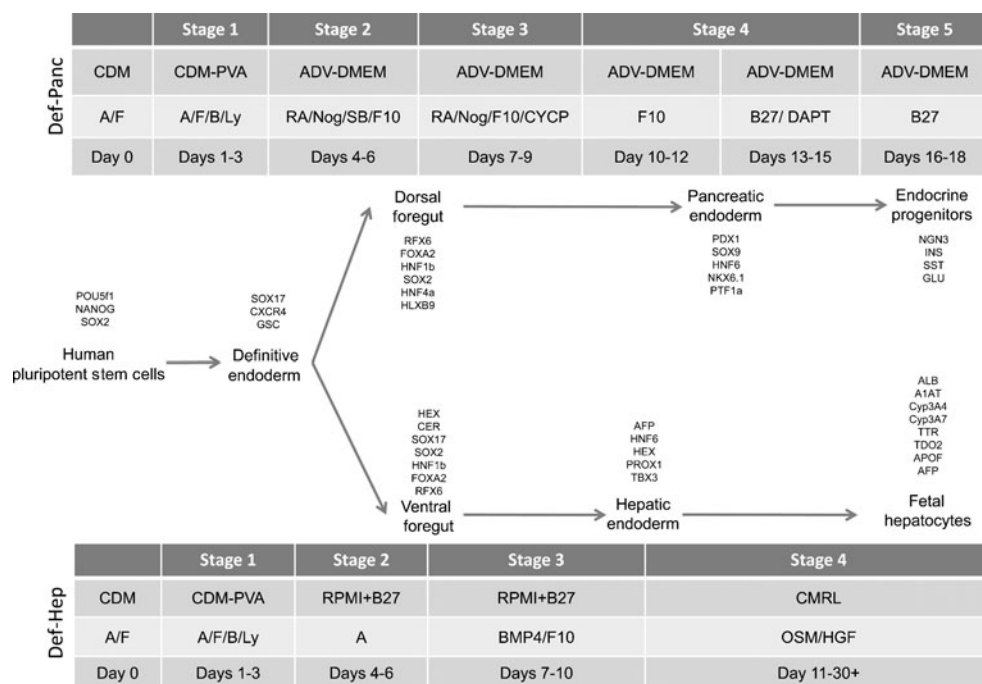 Def-Panc
Stage 1 Stage 2 Stage 3 Stage 4 Stage 5
CDM CDM-PVA ADV-DMEM ADV-DMEM ADV-DMEM ADV-DMEM ADV-DMEM
A/F A/F/B/Ly RA/Nog/SB/F10 RA/Nog/F10/CYCP F10 B27/ DAPT B27
Day 0 Days 1-3 Days 4-6 Days 7-9 Day 10-12 Days 13-15 Days 16-18
Dorsal
foregut
RFX6
FOXA2
HNF1b
SOX2
HNF4a
HLXB9
Pancreatic
endoderm
PDX1
SOX9
HNF6
NKX6.1
PTF1a
Endocrine
progenitors
NGN3
INS
SST
GLU
POU5f1
NANOG
SOX2
Human
pluripotent stem cells
SOX17
CXCR4
GSC
Definitive
endoderm
HEX
CER
SOX17
SOX2
HNF1b
FOXA2
RFX6
Ventral
foregut
AFP
HNF6
HEX
PROX1
TBX3
Hepatic
endoderm
ALB
A1AT
Cyp3A4
Cyp3A7
TTR
TDO2
APOF
AFP
Fetal
hepatocytes
Def-Hep
Stage 1 Stage 2 Stage 3 Stage 4
CDM CDM-PVA RPMI+B27 RPMI+B27 CMRL
A/F A/F/B/Ly A BMP4/F10 OSM/HGF
Day 0 Days 1-3 Days 4-6 Days 7-10 Day 11-30+